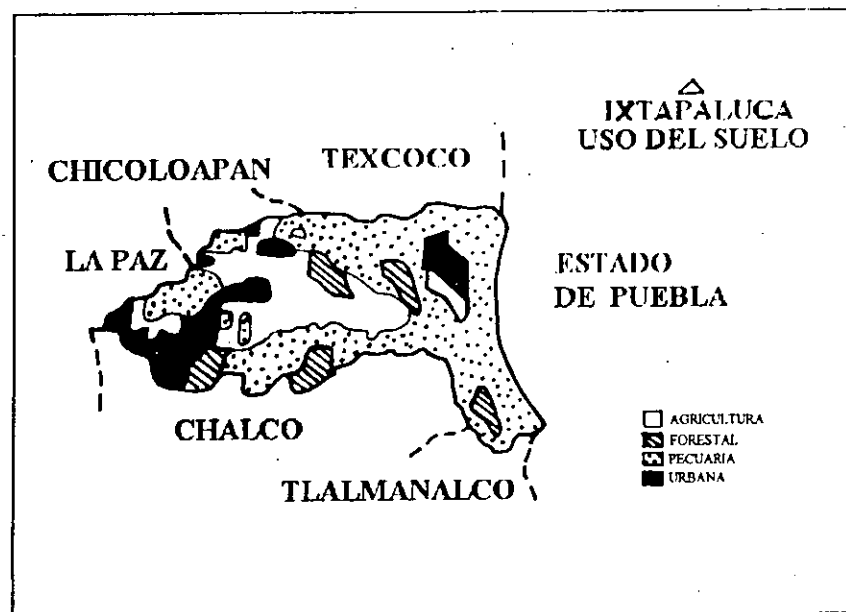 IXTAPALUCA
USO DEL SUELO
TEXCOCO
CHICOLOAPAN
LA PAZ
ESTADO
DE PUEBLA
CHALCO
TLALMANALCO
AGRICULTURA
FORESTAL
PECUARIA
URBANA